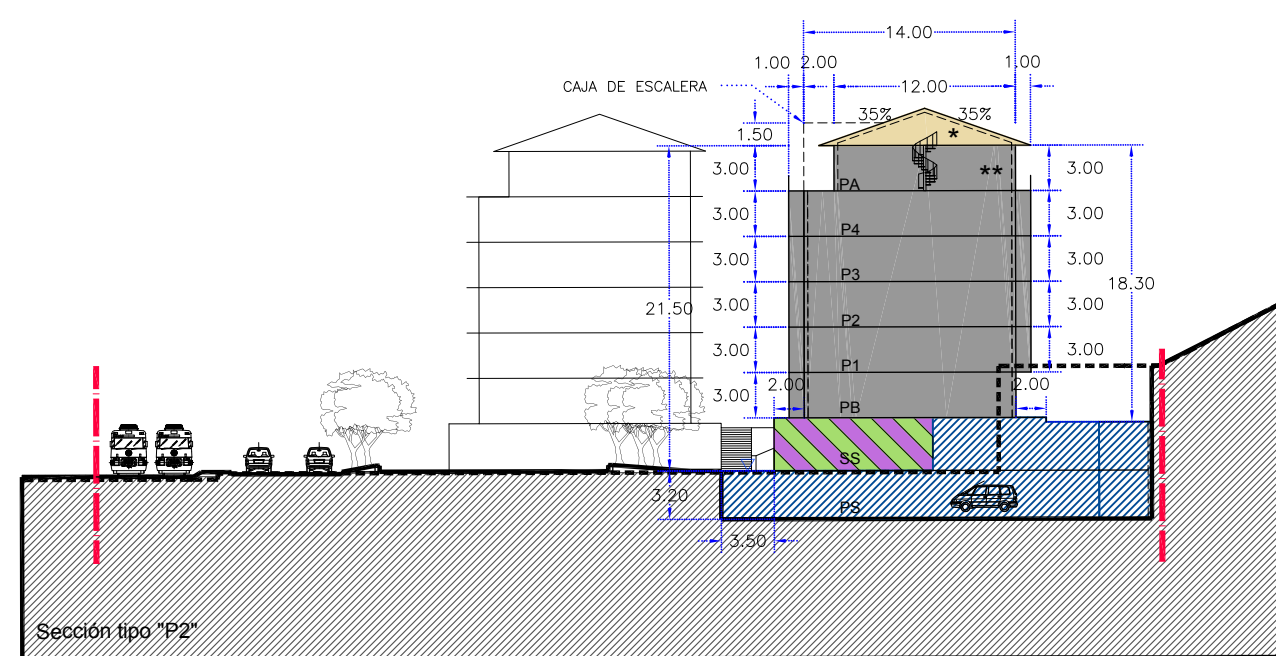 14.00
1.00 2.00 1.00
12.00
CAJA DE ESCALERA
35% 35%
1.50 *
3.00 ** 3.00
PA
3.00 3.00
P4
3.00 P3 3.00
18.30
21.50
3.00 P2 3.00
3.00 P1 3.00
2.00 2.00
3.00 PB
SS
3.20 PS
3.50
Sección tipo "P2"